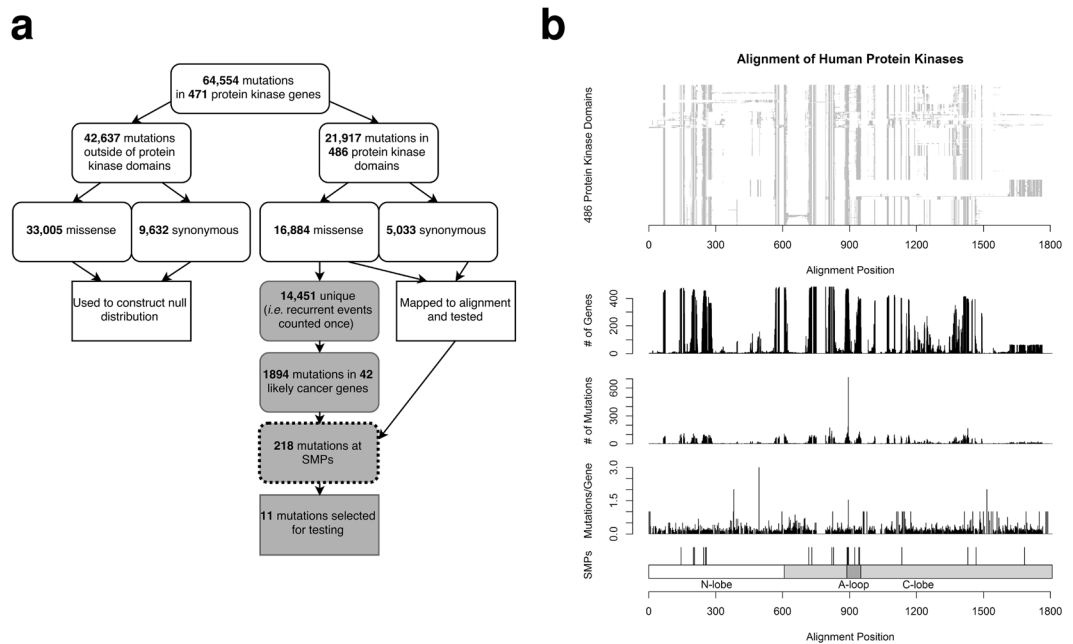 a
64,554 mutations
in 471 protein kinase genes
42,637 mutations
outside of protein
kinase domains
21,917 mutations in
486 protein kinase
domains
33,005 missense
9,632 synonymous
16,884 missense
5,033 synonymous
Used to construct null
distribution
14,451 unique
(i.e. recurrent events
counted once)
Mapped to alignment
and tested
1894 mutations in 42
likely cancer genes
218 mutations at
SMPs
11 mutations selected
for testing
b
Alignment of Human Protein Kinases
486 Protein Kinase Domains
0 300 600 900 1200 1500 1800
Alignment Position
# of Genes
400
200
0
# of Mutations
600
300
0
Mutations/Gene
3.0
1.5
0.0
SMPs
N-lobe A-loop C-lobe
0 300 600 900 1200 1500 1800
Alignment Position